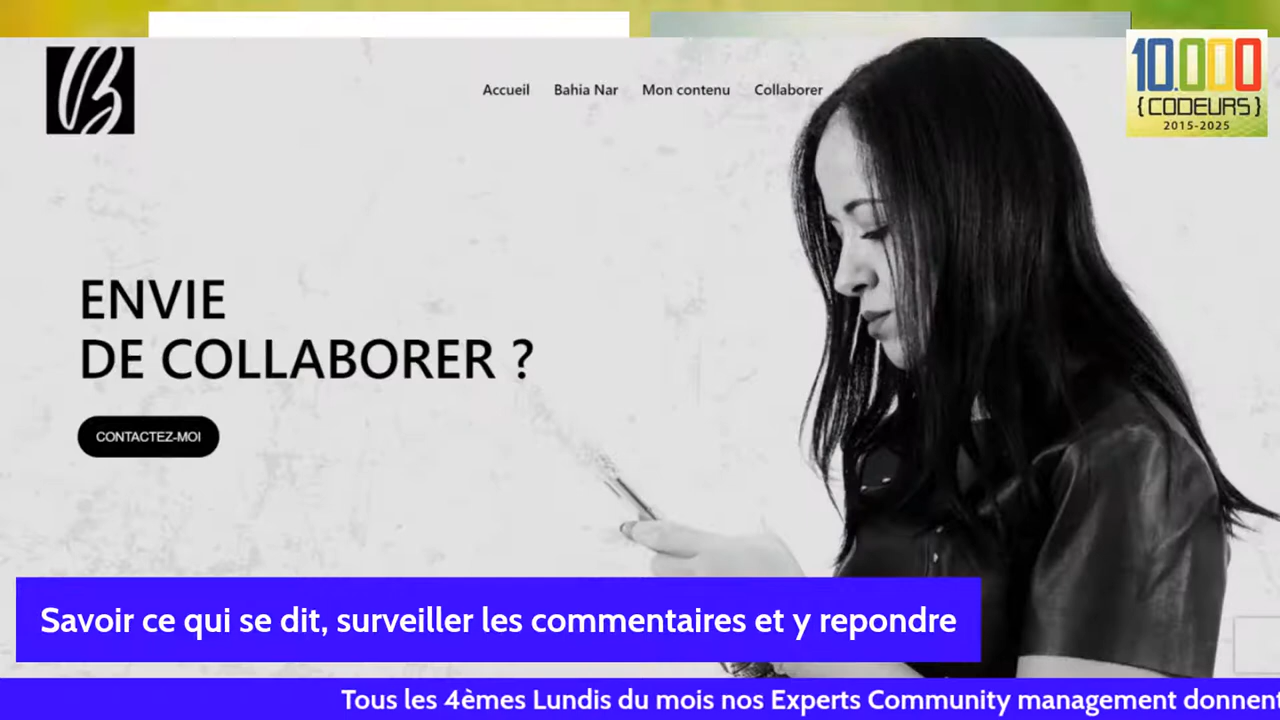 B
Accueil Bahia Nar Mon contenu Collaborer
10.000
{CODEURS}
2015-2025
ENVIE
DE COLLABORER ?
CONTACTEZ-MOI
Savoir ce qui se dit, surveiller les commentaires et y repondre
Tous les 4èmes Lundis du mois nos Experts Community management donnent